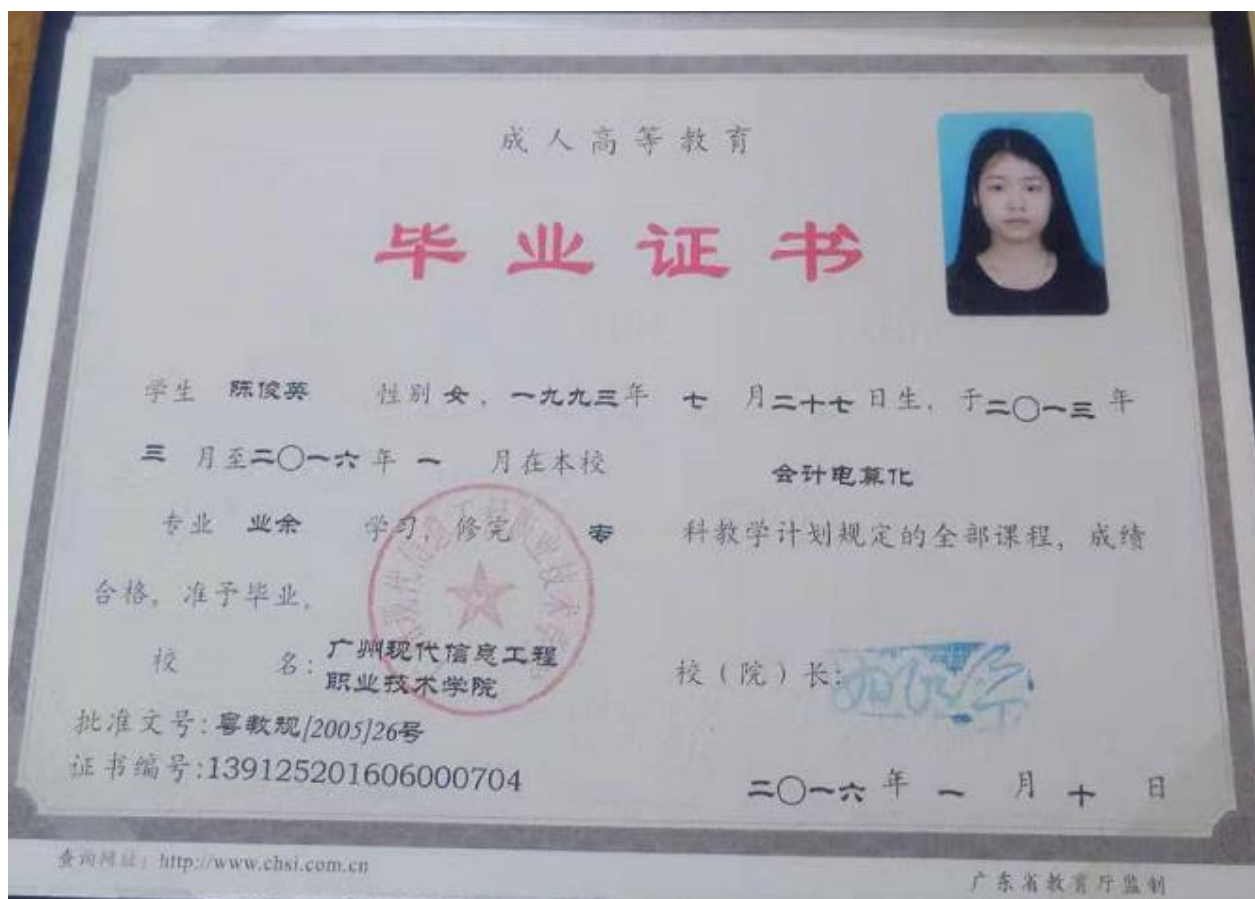 成人高等教育
毕业证书
学生 陈俊英 性别 女，一九九三年 七 月二十七日生，于二〇一三年
三 月至二〇一六年 一 月在本校 会计电算化
专业 业余 学习，修完 专 科教学计划规定的全部课程，成绩
合格，准予毕业。
校 名：广州现代信息工程
职业技术学院
校（院）长：
批准文号：粤教规[2005]26号
证书编号:139125201606000704
二〇一六年 一 月 十 日
查询网址：http://www.chsi.com.cn
广东省教育厅监制